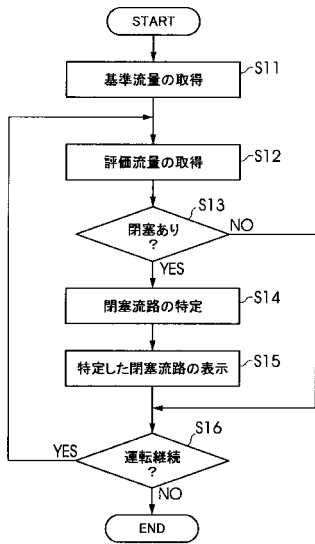 START
基準流量の取得
S11
評価流量の取得
S12
S13
閉塞あり
?
NO
YES
閉塞流路の特定
S14
特定した閉塞流路の表示
S15
S16
YES
運転継続
?
NO
END